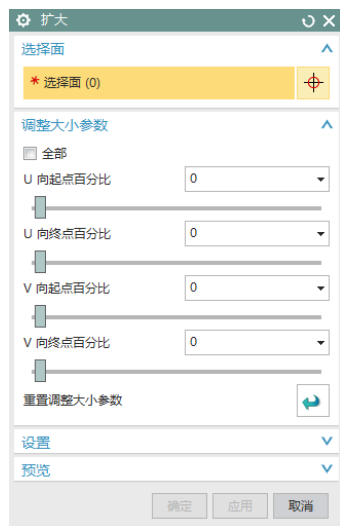 扩大
选择面
* 选择面 (0)
调整大小参数
全部
U 向起点百分比 0
U 向终点百分比 0
V 向起点百分比 0
V 向终点百分比 0
重置调整大小参数
设置
预览
确定 应用 取消